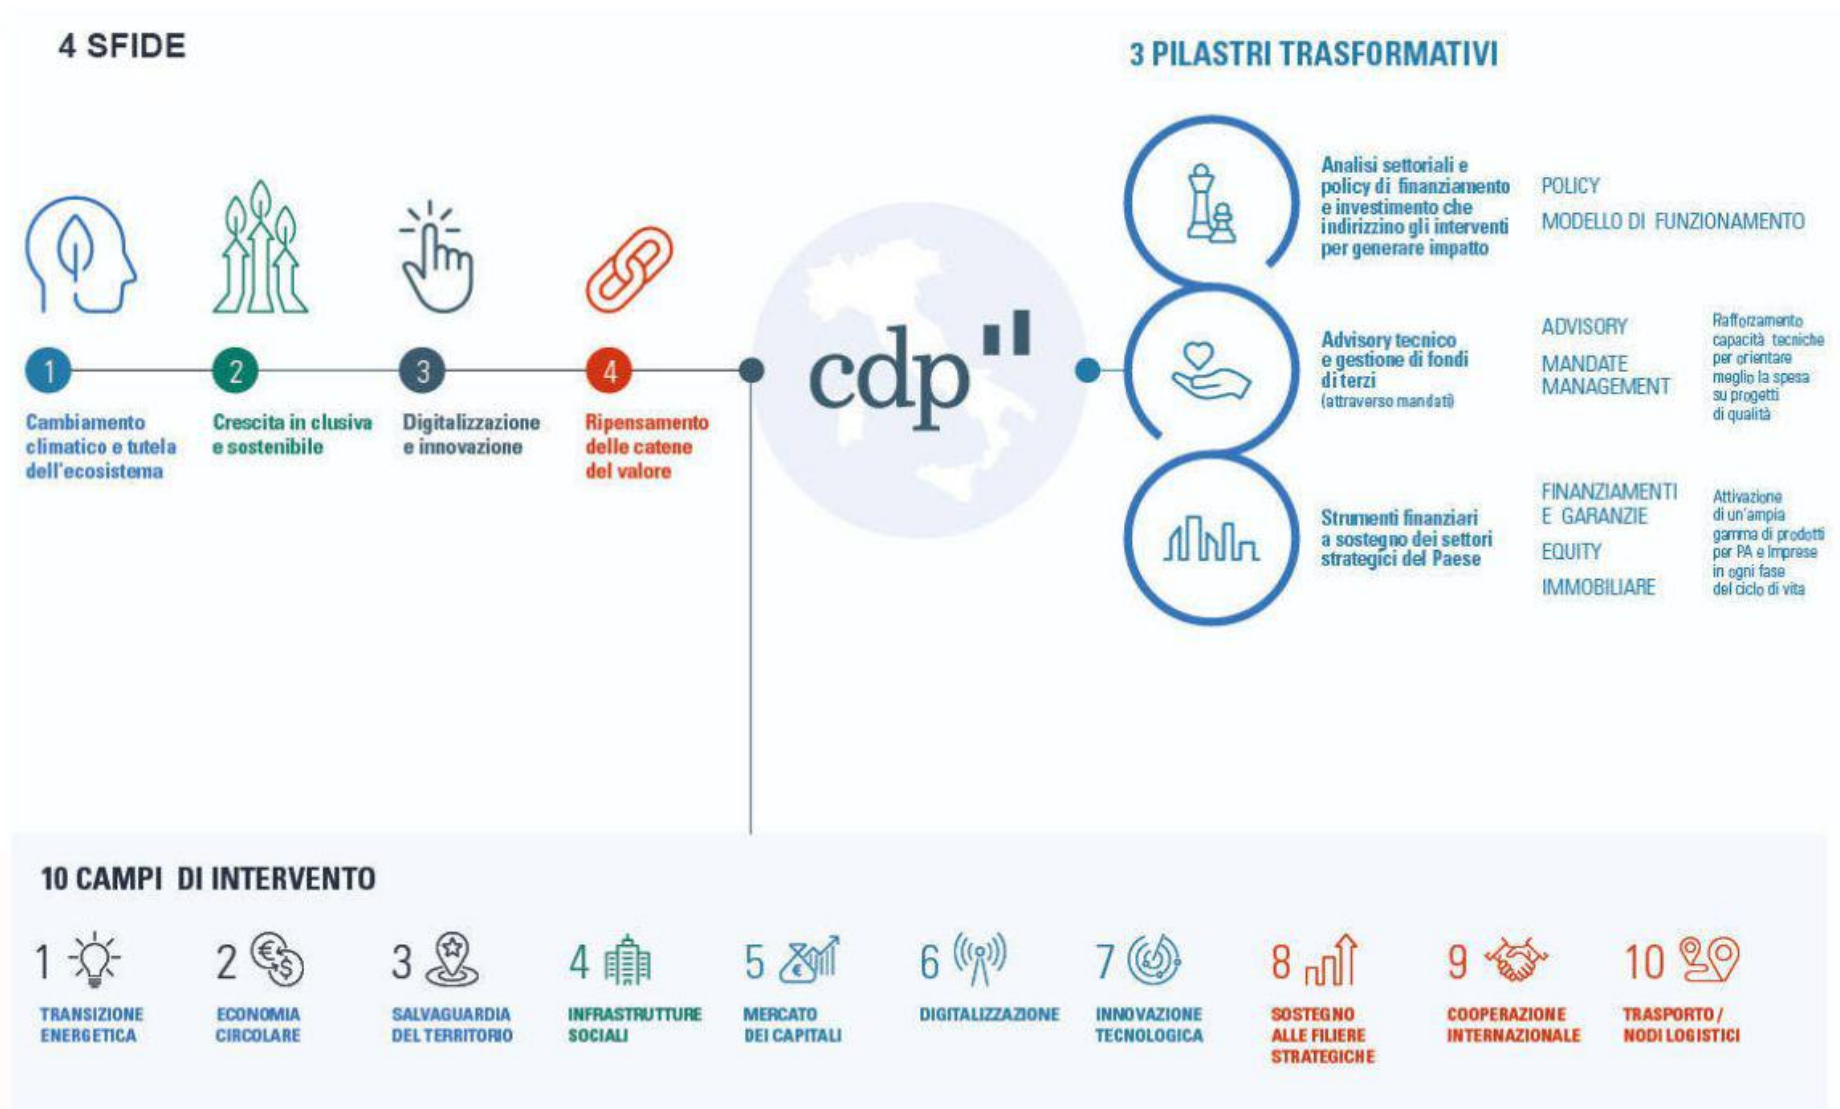 4 SFIDE
1
Cambiamento
climatico e tutela
dell'ecosistema
2
Crescita in clusiva
e sostenibile
3
Digitalizzazione
e innovazione
4
Ripensamento
delle catene
del valore
cdp
3 PILASTRI TRASFORMATIVI
Analisi settoriali e
policy di finanziamento
e investimento che
indirizzino gli interventi
per generare impatto
POLICY
MODELLO DI FUNZIONAMENTO
Advisory tecnico
e gestione di fondi
di terzi
(attraverso mandati)
ADVISORY
MANDATE
MANAGEMENT
Rafforzamento
capacità tecniche
per orientare
meglio la spesa
su progetti
di qualità
Strumenti finanziari
a sostegno dei settori
strategici del Paese
FINANZIAMENTI
E GARANZIE
EQUITY
IMMOBILIARE
Attivazione
di un'ampia
gamma di prodotti
per PA e Imprese
in ogni fase
del ciclo di vita
10 CAMPI DI INTERVENTO
1
TRANSIZIONE
ENERGETICA
2 € $
ECONOMIA
CIRCOLARE
3
SALVAGUARDIA
DEL TERRITORIO
4
INFRASTRUTTURE
SOCIALI
5 €
MERCATO
DEI CAPITALI
6
DIGITALIZZAZIONE
7
INNOVAZIONE
TECNOLOGICA
8
SOSTEGNO
ALLE FILIERE
STRATEGICHE
9
COOPERAZIONE
INTERNAZIONALE
10
TRASPORTO /
NODI LOGISTICI